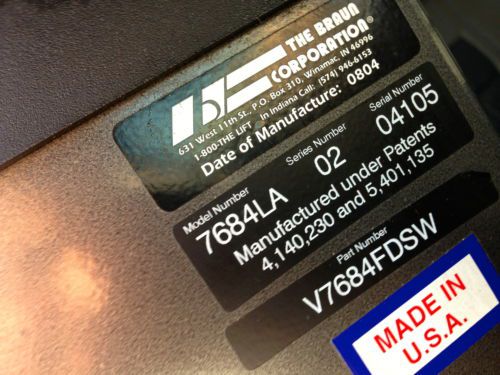 THE BRAUN
CORPORATION®
631 West 11th St., P.O. Box 310, Winamac, IN 46996
1-800-THE LIFT In Indiana Call: (574) 946-6153
Date of Manufacture: 0804
Model Number Series Number Serial Number
7684LA 02 04105
Manufactured under Patents
4,140,230 and 5,401,135
Part Number
V7684FDSW
MADE IN
U.S.A.